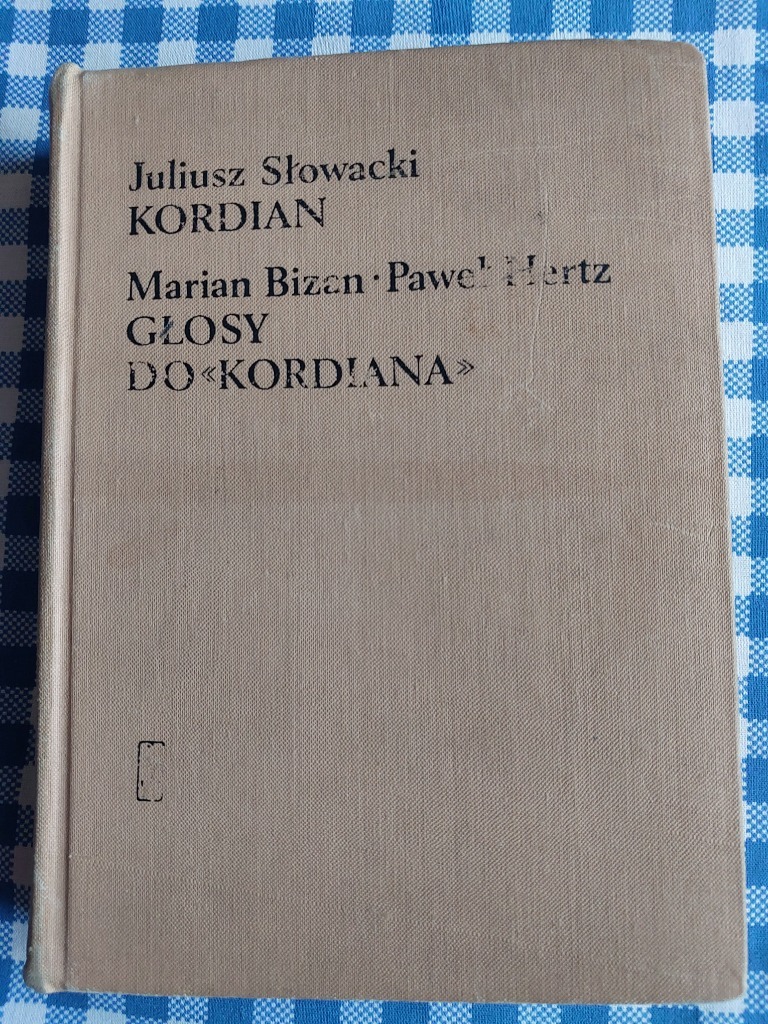 Juliusz Słowacki
KORDIAN
Marian Bizan · Paweł Hertz
GŁOSY
DO «KORDIANA»